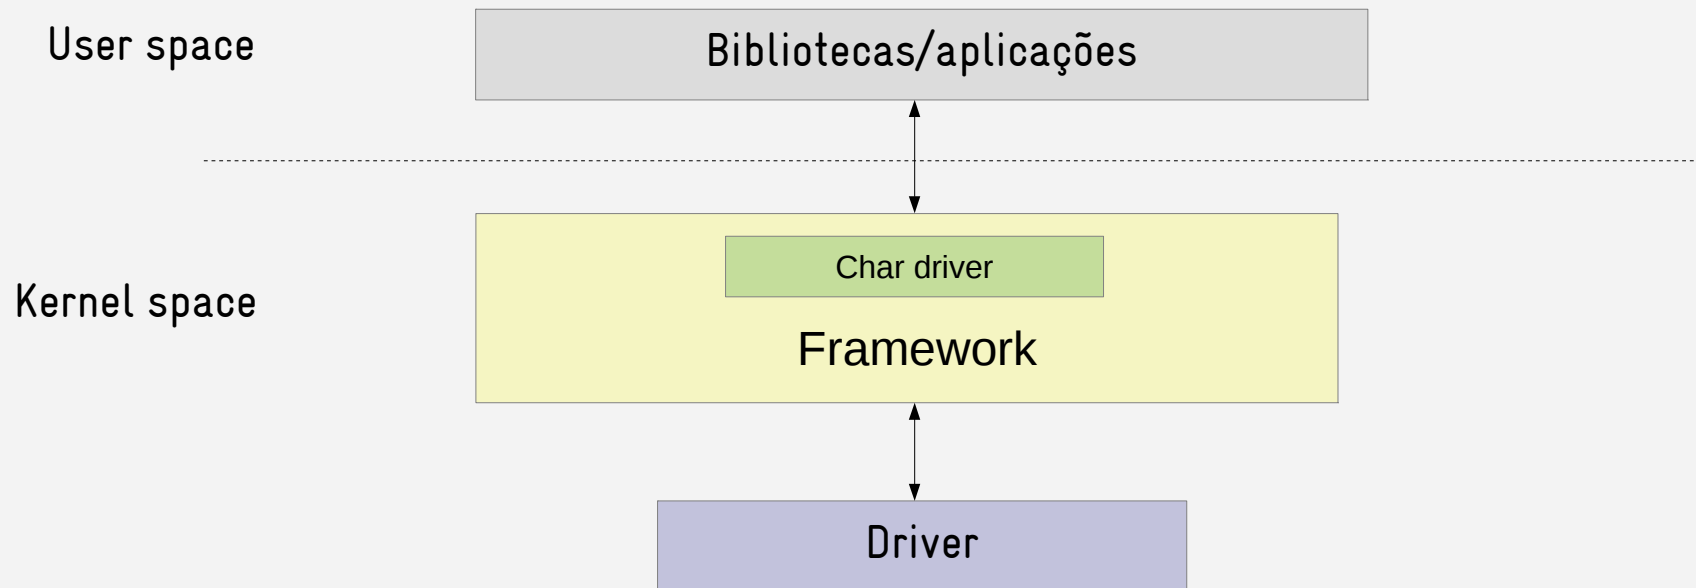 User space
Bibliotecas/aplicações
Kernel space
Char driver
Framework
Driver